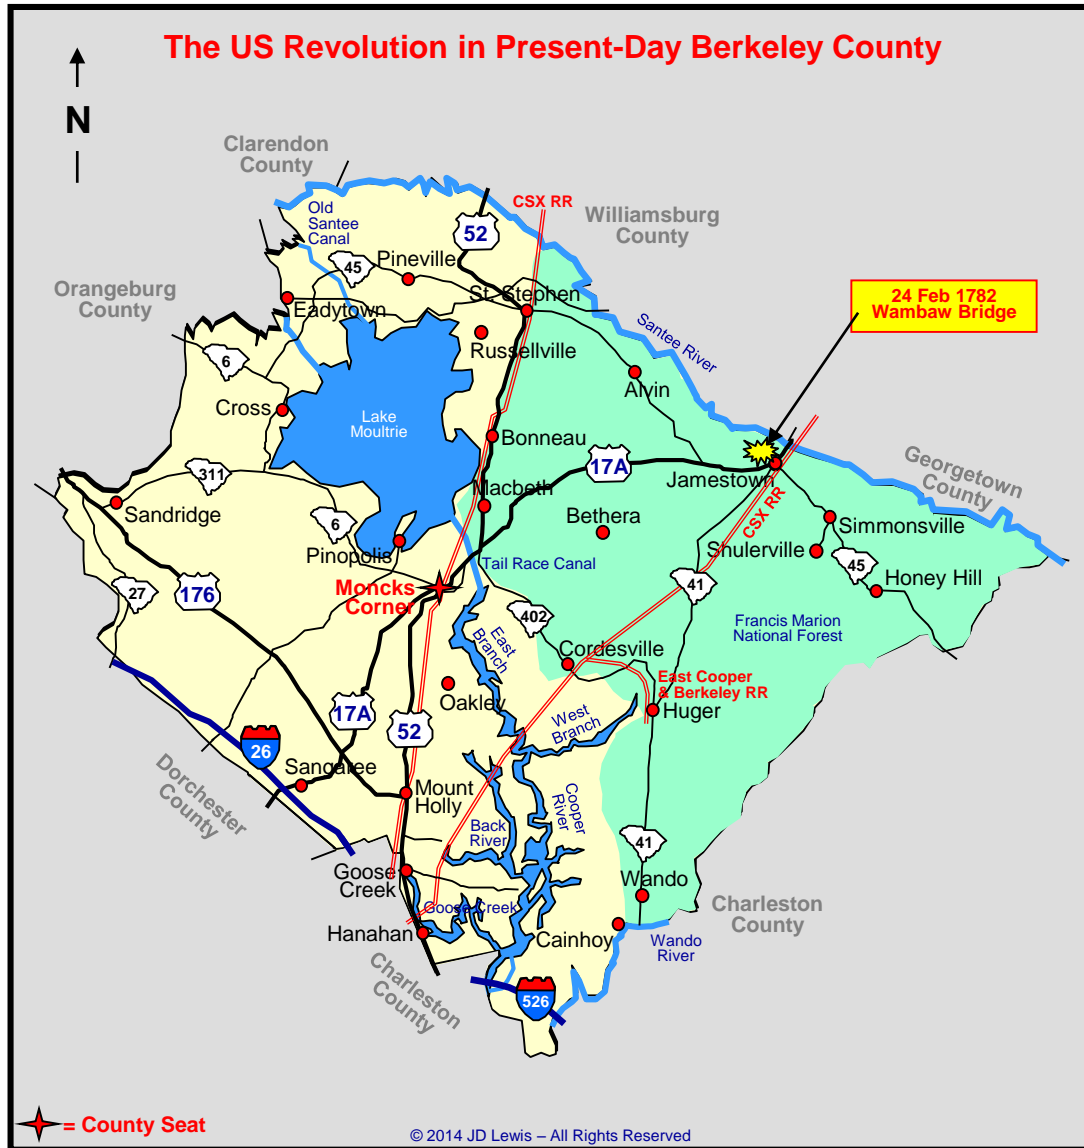 The US Revolution in Present-Day Berkeley County
N
Clarendon
County
CSX RR
Williamsburg
County
Old
Santee
Canal
52
45
Pineville
St. Stephen
Orangeburg
County
Eadytown
24 Feb 1782
Wambaw Bridge
Russellville
Santee River
6
Alvin
Cross
Lake
Moultrie
Bonneau
17A
Jamestown
Georgetown
County
311
Macbeth
CSX RR
Sandridge
6
Bethera
Simmonsville
Pinopolis
Shulerville
Tail Race Canal
45
Honey Hill
Moncks
Corner
27
176
41
402
East
Branch
Francis Marion
National Forest
Cordesville
East Cooper
& Berkeley RR
Oakley
Huger
17A
52
West
Branch
26
Sangaree
Dorchester
County
Mount
Holly
Cooper
River
Back
River
41
Goose
Creek
Wando
Goose Creek
Charleston
County
Hanahan
Cainhoy
Wando
River
Charleston
County
526
= County Seat
© 2014 JD Lewis – All Rights Reserved